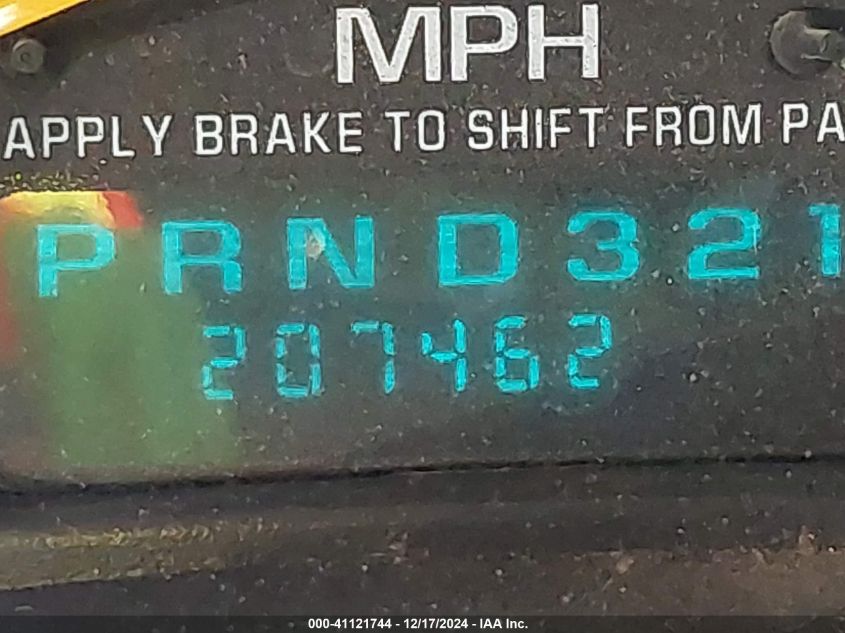 MPH
APPLY BRAKE TO SHIFT FROM PA
PRND321
207462
000-41121744 - 12/17/2024 - IAA Inc.